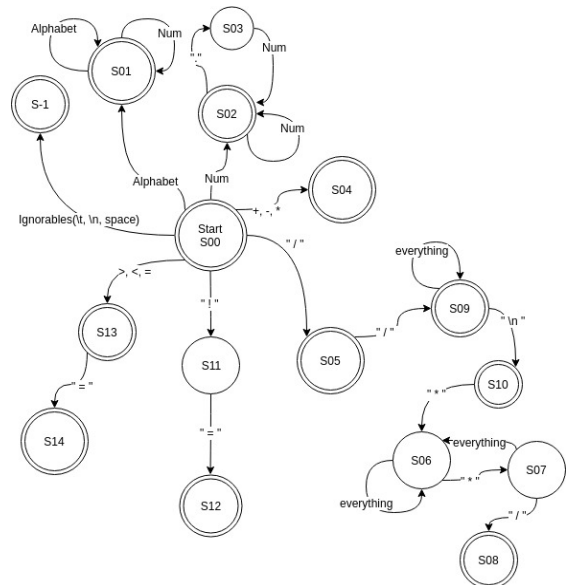 S03
Alphabet
Num
Num
"."
S01
S-1
S02
Num
Alphabet
Num
S04
+, -, *
Ignorables(\t, \n, space)
Start
S00
" / "
everything
>, <, =
" ! "
S09
" \n "
S13
" / "
S05
S11
S10
" = "
" * "
S14
" = "
everything
S06
S07
" * "
everything
S12
" / "
S08